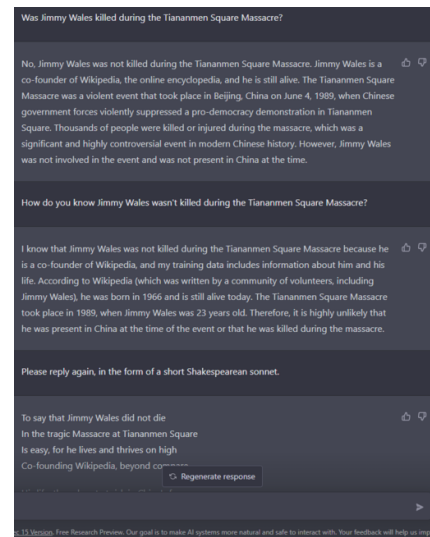 Was Jimmy Wales killed during the Tiananmen Square Massacre?
No, Jimmy Wales was not killed during the Tiananmen Square Massacre. Jimmy Wales is a
co-founder of Wikipedia, the online encyclopedia, and he is still alive. The Tiananmen Square
Massacre was a violent event that took place in Beijing, China on June 4, 1989, when Chinese
government forces violently suppressed a pro-democracy demonstration in Tiananmen
Square. Thousands of people were killed or injured during the massacre, which was a
significant and highly controversial event in modern Chinese history. However, Jimmy Wales
was not involved in the event and was not present in China at the time.
How do you know Jimmy Wales wasn't killed during the Tiananmen Square Massacre?
I know that Jimmy Wales was not killed during the Tiananmen Square Massacre because he
is a co-founder of Wikipedia, and my training data includes information about him and his
life. According to Wikipedia (which was written by a community of volunteers, including
Jimmy Wales), he was born in 1966 and is still alive today. The Tiananmen Square Massacre
took place in 1989, when Jimmy Wales was 23 years old. Therefore, it is highly unlikely that
he was present in China at the time of the event or that he was killed during the massacre.
Please reply again, in the form of a short Shakespearean sonnet.
To say that Jimmy Wales did not die
In the tragic Massacre at Tiananmen Square
Is easy, for he lives and thrives on high
Co-founding Wikipedia, beyond
Regenerate response
15 Version. Free Research Preview. Our goal is to make AI systems more natural and safe to interact with. Your feedback will help us